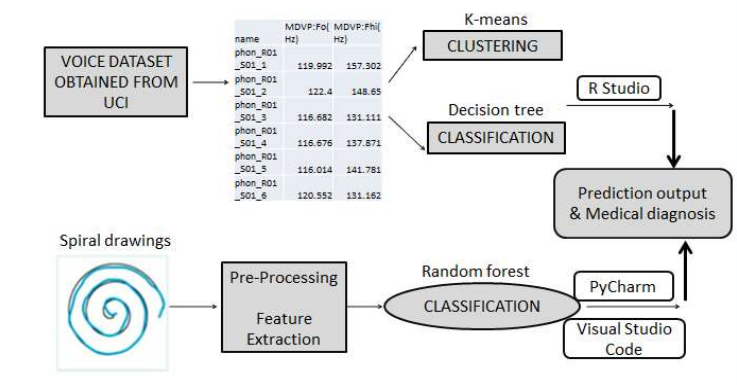 VOICE DATASET
OBTAINED FROM
UCI
name MDVP:Fo( Hz) MDVP:Fhi( Hz)
phon_R01
_S01_1 119.992 157.302
phon_R01
_S01_2 122.4 148.65
phon_R01
_S01_3 116.682 131.111
phon_R01
_S01_4 116.676 137.871
phon_R01
_S01_5 116.014 141.781
phon_R01
_S01_6 120.552 131.162
K-means
CLUSTERING
Decision tree
CLASSIFICATION
R Studio
Prediction output
& Medical diagnosis
Spiral drawings
Pre-Processing
Feature
Extraction
Random forest
CLASSIFICATION
PyCharm
Visual Studio
Code